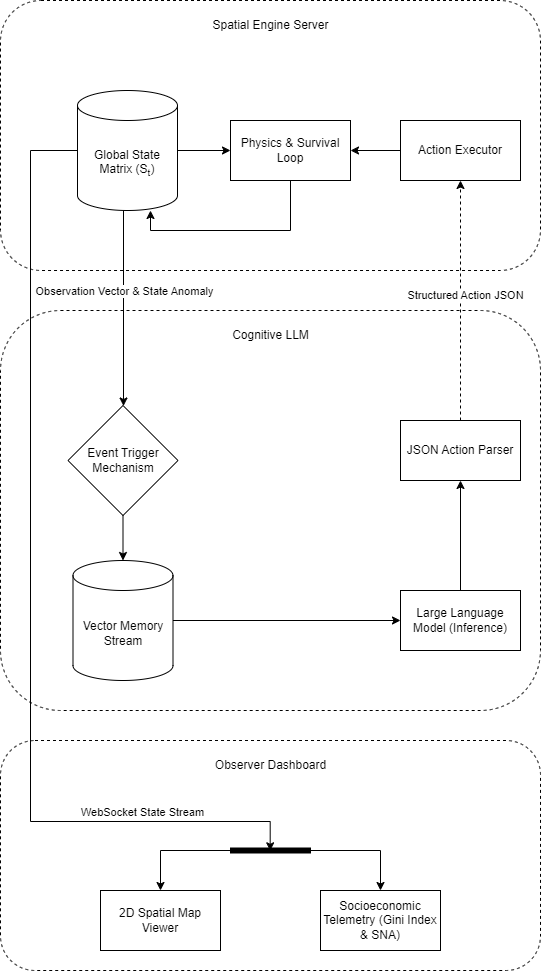 Spatial Engine Server
Global State
Matrix (Sₜ)
Physics & Survival
Loop
Action Executor
Observation Vector & State Anomaly
Structured Action JSON
Cognitive LLM
Event Trigger
Mechanism
JSON Action Parser
Vector Memory
Stream
Large Language
Model (Inference)
Observer Dashboard
WebSocket State Stream
2D Spatial Map
Viewer
Socioeconomic
Telemetry (Gini Index
& SNA)